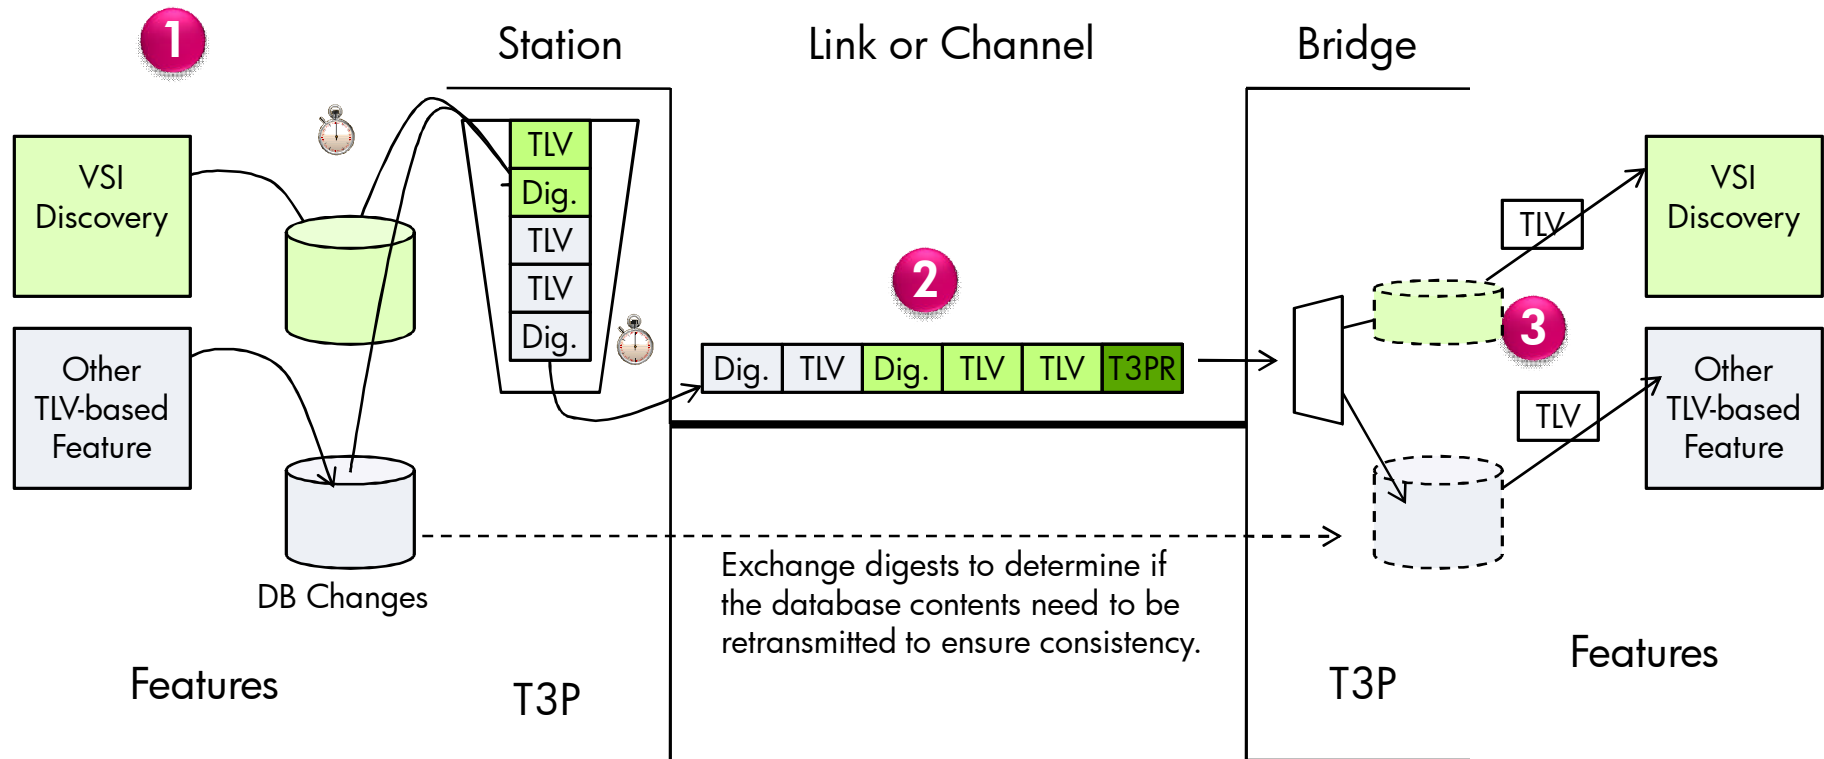 1
Station
Link or Channel
Bridge
VSI
Discovery
TLV
Dig.
TLV
TLV
Dig.
Other
TLV-based
Feature
DB Changes
2
Dig. TLV Dig. TLV TLV T3PR
Exchange digests to determine if
the database contents need to be
retransmitted to ensure consistency.
TLV
3
TLV
VSI
Discovery
Other
TLV-based
Feature
Features
T3P
T3P
Features